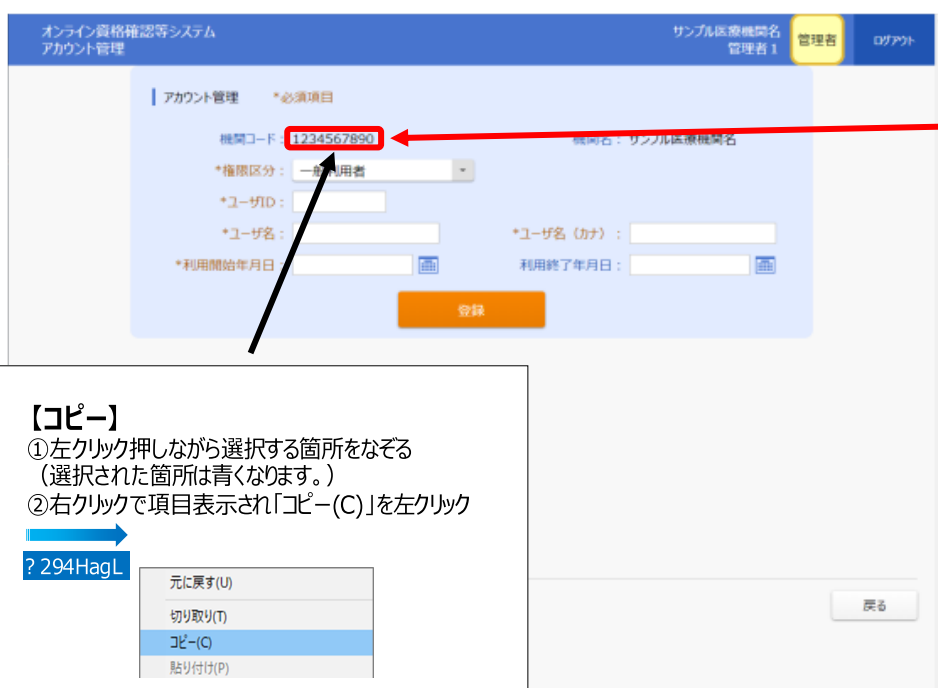 オンライン資格確認等システム
アカウント管理
サンプル医療機関名
管理者1
管理者
ログアウト
アカウント管理 *必須項目
機関コード： 1234567890
機関名： サンプル医療機関名
*権限区分： 一般利用者
*ユーザID：
*ユーザ名：
*ユーザ名（カナ）：
*利用開始年月日：
利用終了年月日：
登録
【コピー】
①左クリック押しながら選択する箇所をなぞる
（選択された箇所は青くなります。）
②右クリックで項目表示され「コピー(C)」を左クリック
? 294HagL
元に戻す(U)
切り取り(T)
コピー(C)
貼り付け(P)
戻る